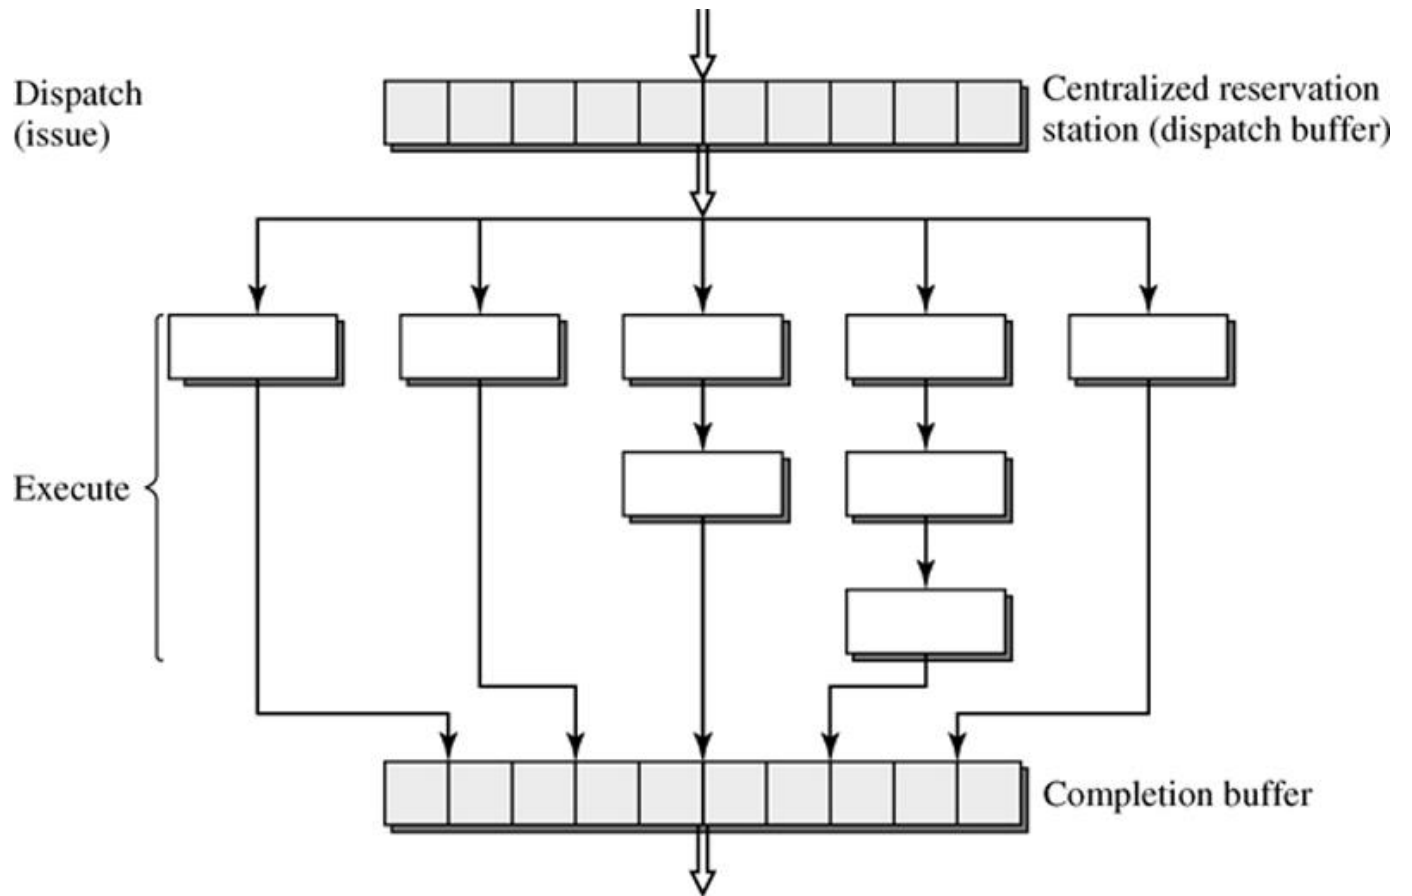 Dispatch
(issue)
Centralized reservation
station (dispatch buffer)
Execute
Completion buffer